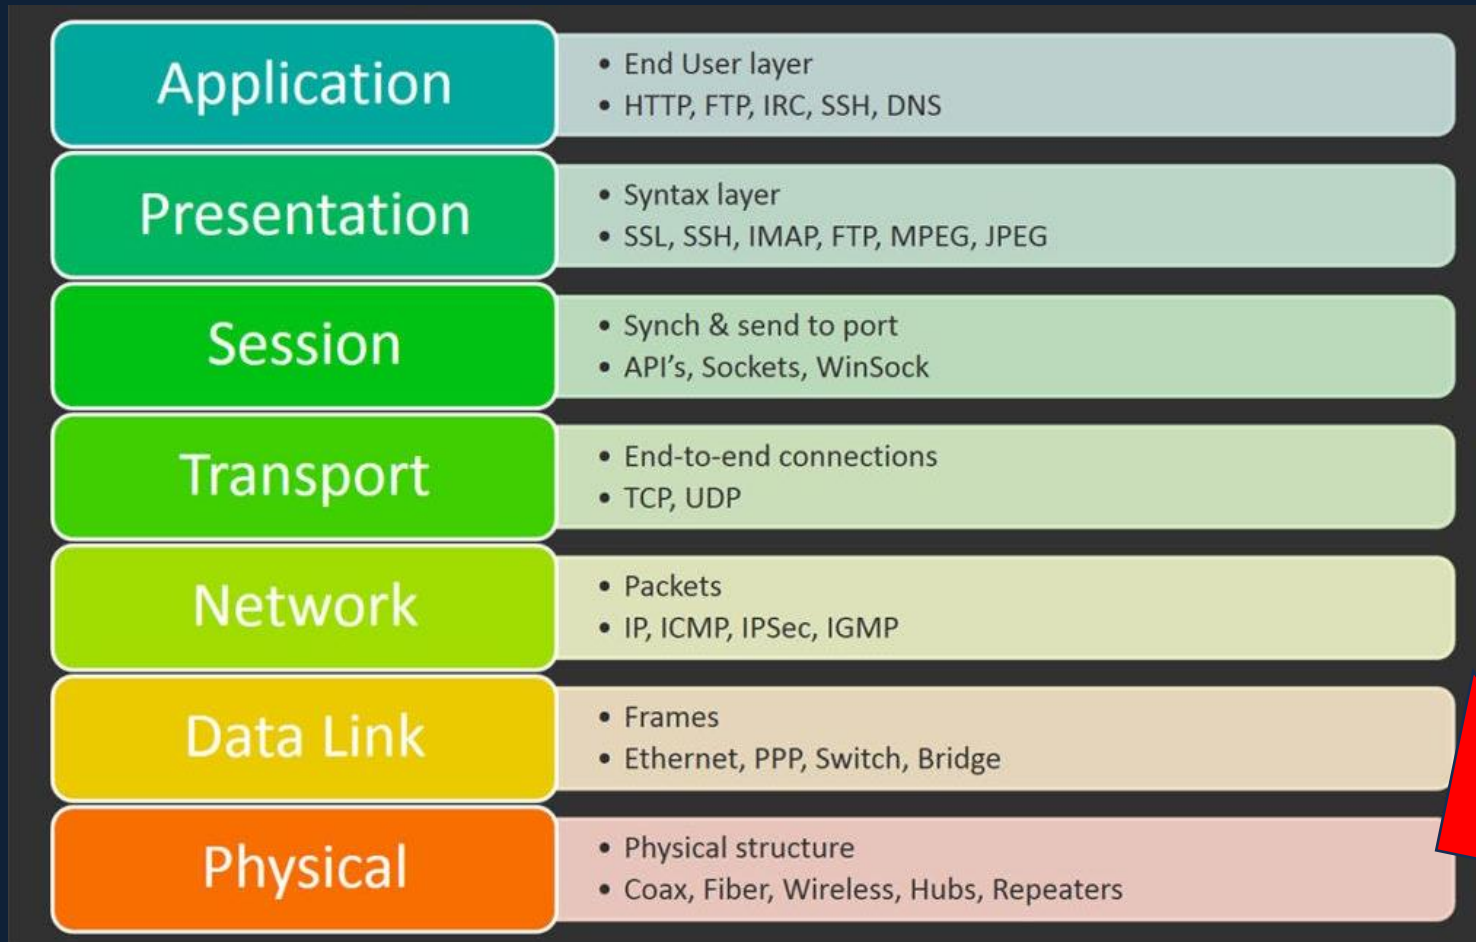 Application
• End User layer
• HTTP, FTP, IRC, SSH, DNS
Presentation
• Syntax layer
• SSL, SSH, IMAP, FTP, MPEG, JPEG
Session
• Synch & send to port
• API’s, Sockets, WinSock
Transport
• End-to-end connections
• TCP, UDP
Network
• Packets
• IP, ICMP, IPSec, IGMP
Data Link
• Frames
• Ethernet, PPP, Switch, Bridge
Physical
• Physical structure
• Coax, Fiber, Wireless, Hubs, Repeaters